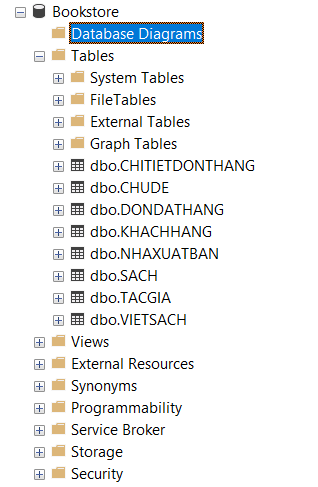 Bookstore
Database Diagrams
Tables
System Tables
FileTables
External Tables
Graph Tables
dbo.CHITIETDONTHANG
dbo.CHUDE
dbo.DONDATHANG
dbo.KHACHHANG
dbo.NHAXUATBAN
dbo.SACH
dbo.TACGIA
dbo.VIETSACH
Views
External Resources
Synonyms
Programmability
Service Broker
Storage
Security